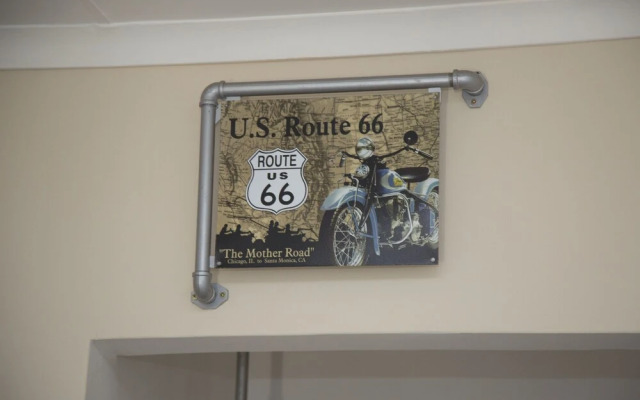 U.S. Route 66
ROUTE
US
66
"The Mother Road"
Chicago, IL to Santa Monica, CA